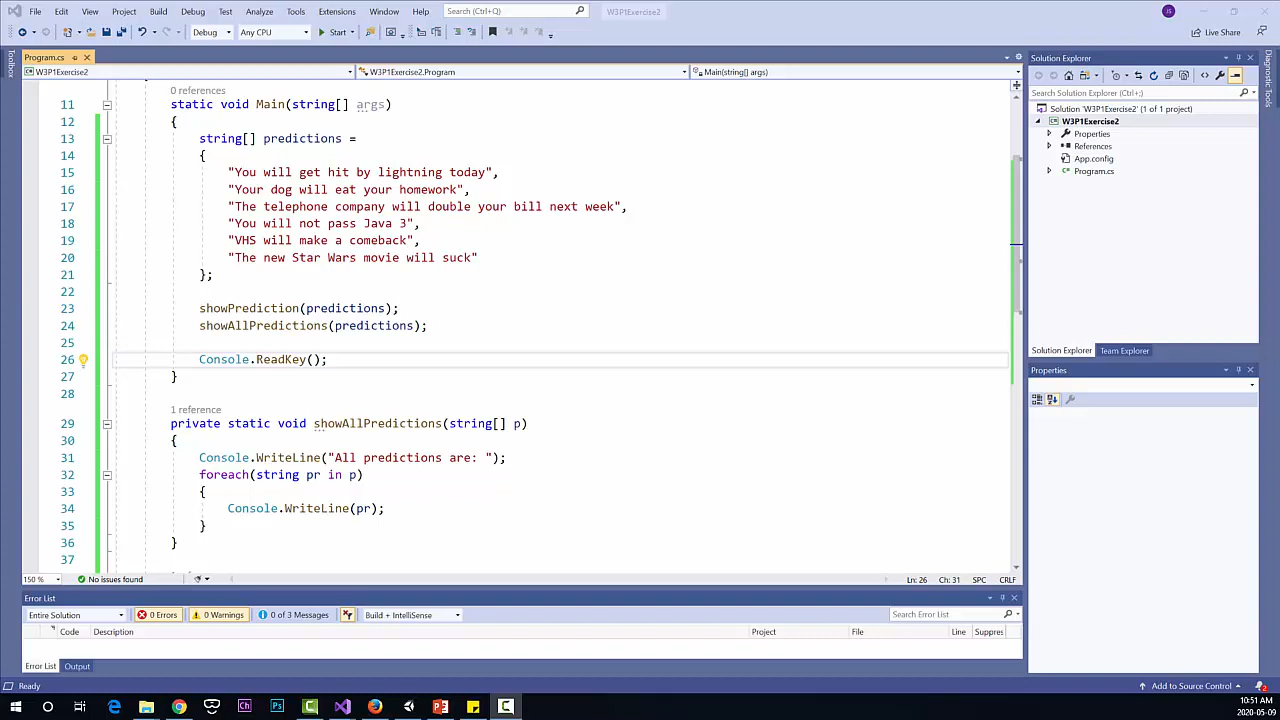 File Edit View Project Build Debug Test Analyze Tools Extensions Window Help Search (Ctrl+Q) W3P1Exercise2 JS
Debug Any CPU Start Live Share
Toolbox
Program.cs
W3P1Exercise2 W3P1Exercise2.Program Main(string[] args)
0 references
11 static void Main(string[] args)
12 {
13 string[] predictions =
14 {
15 "You will get hit by lightning today",
16 "Your dog will eat your homework",
17 "The telephone company will double your bill next week",
18 "You will not pass Java 3",
19 "VHS will make a comeback",
20 "The new Star Wars movie will suck"
21 };
22
23 showPrediction(predictions);
24 showAllPredictions(predictions);
25
26 Console.ReadKey();
27 }
28
1 reference
29 private static void showAllPredictions(string[] p)
30 {
31 Console.WriteLine("All predictions are: ");
32 foreach(string pr in p)
33 {
34 Console.WriteLine(pr);
35 }
36 }
37
150 % No issues found Ln: 26 Ch: 31 SPC CRLF
Error List
Entire Solution 0 Errors 0 Warnings 0 of 3 Messages Build + IntelliSense Search Error List
Code Description Project File Line Suppres
Error List Output
Solution Explorer
Search Solution Explorer (Ctrl+;)
Solution 'W3P1Exercise2' (1 of 1 project)
W3P1Exercise2
Properties
References
App.config
Program.cs
Solution Explorer Team Explorer
Properties
Diagnostic Tools
Ready Add to Source Control 2
10:51 AM
2020-05-09